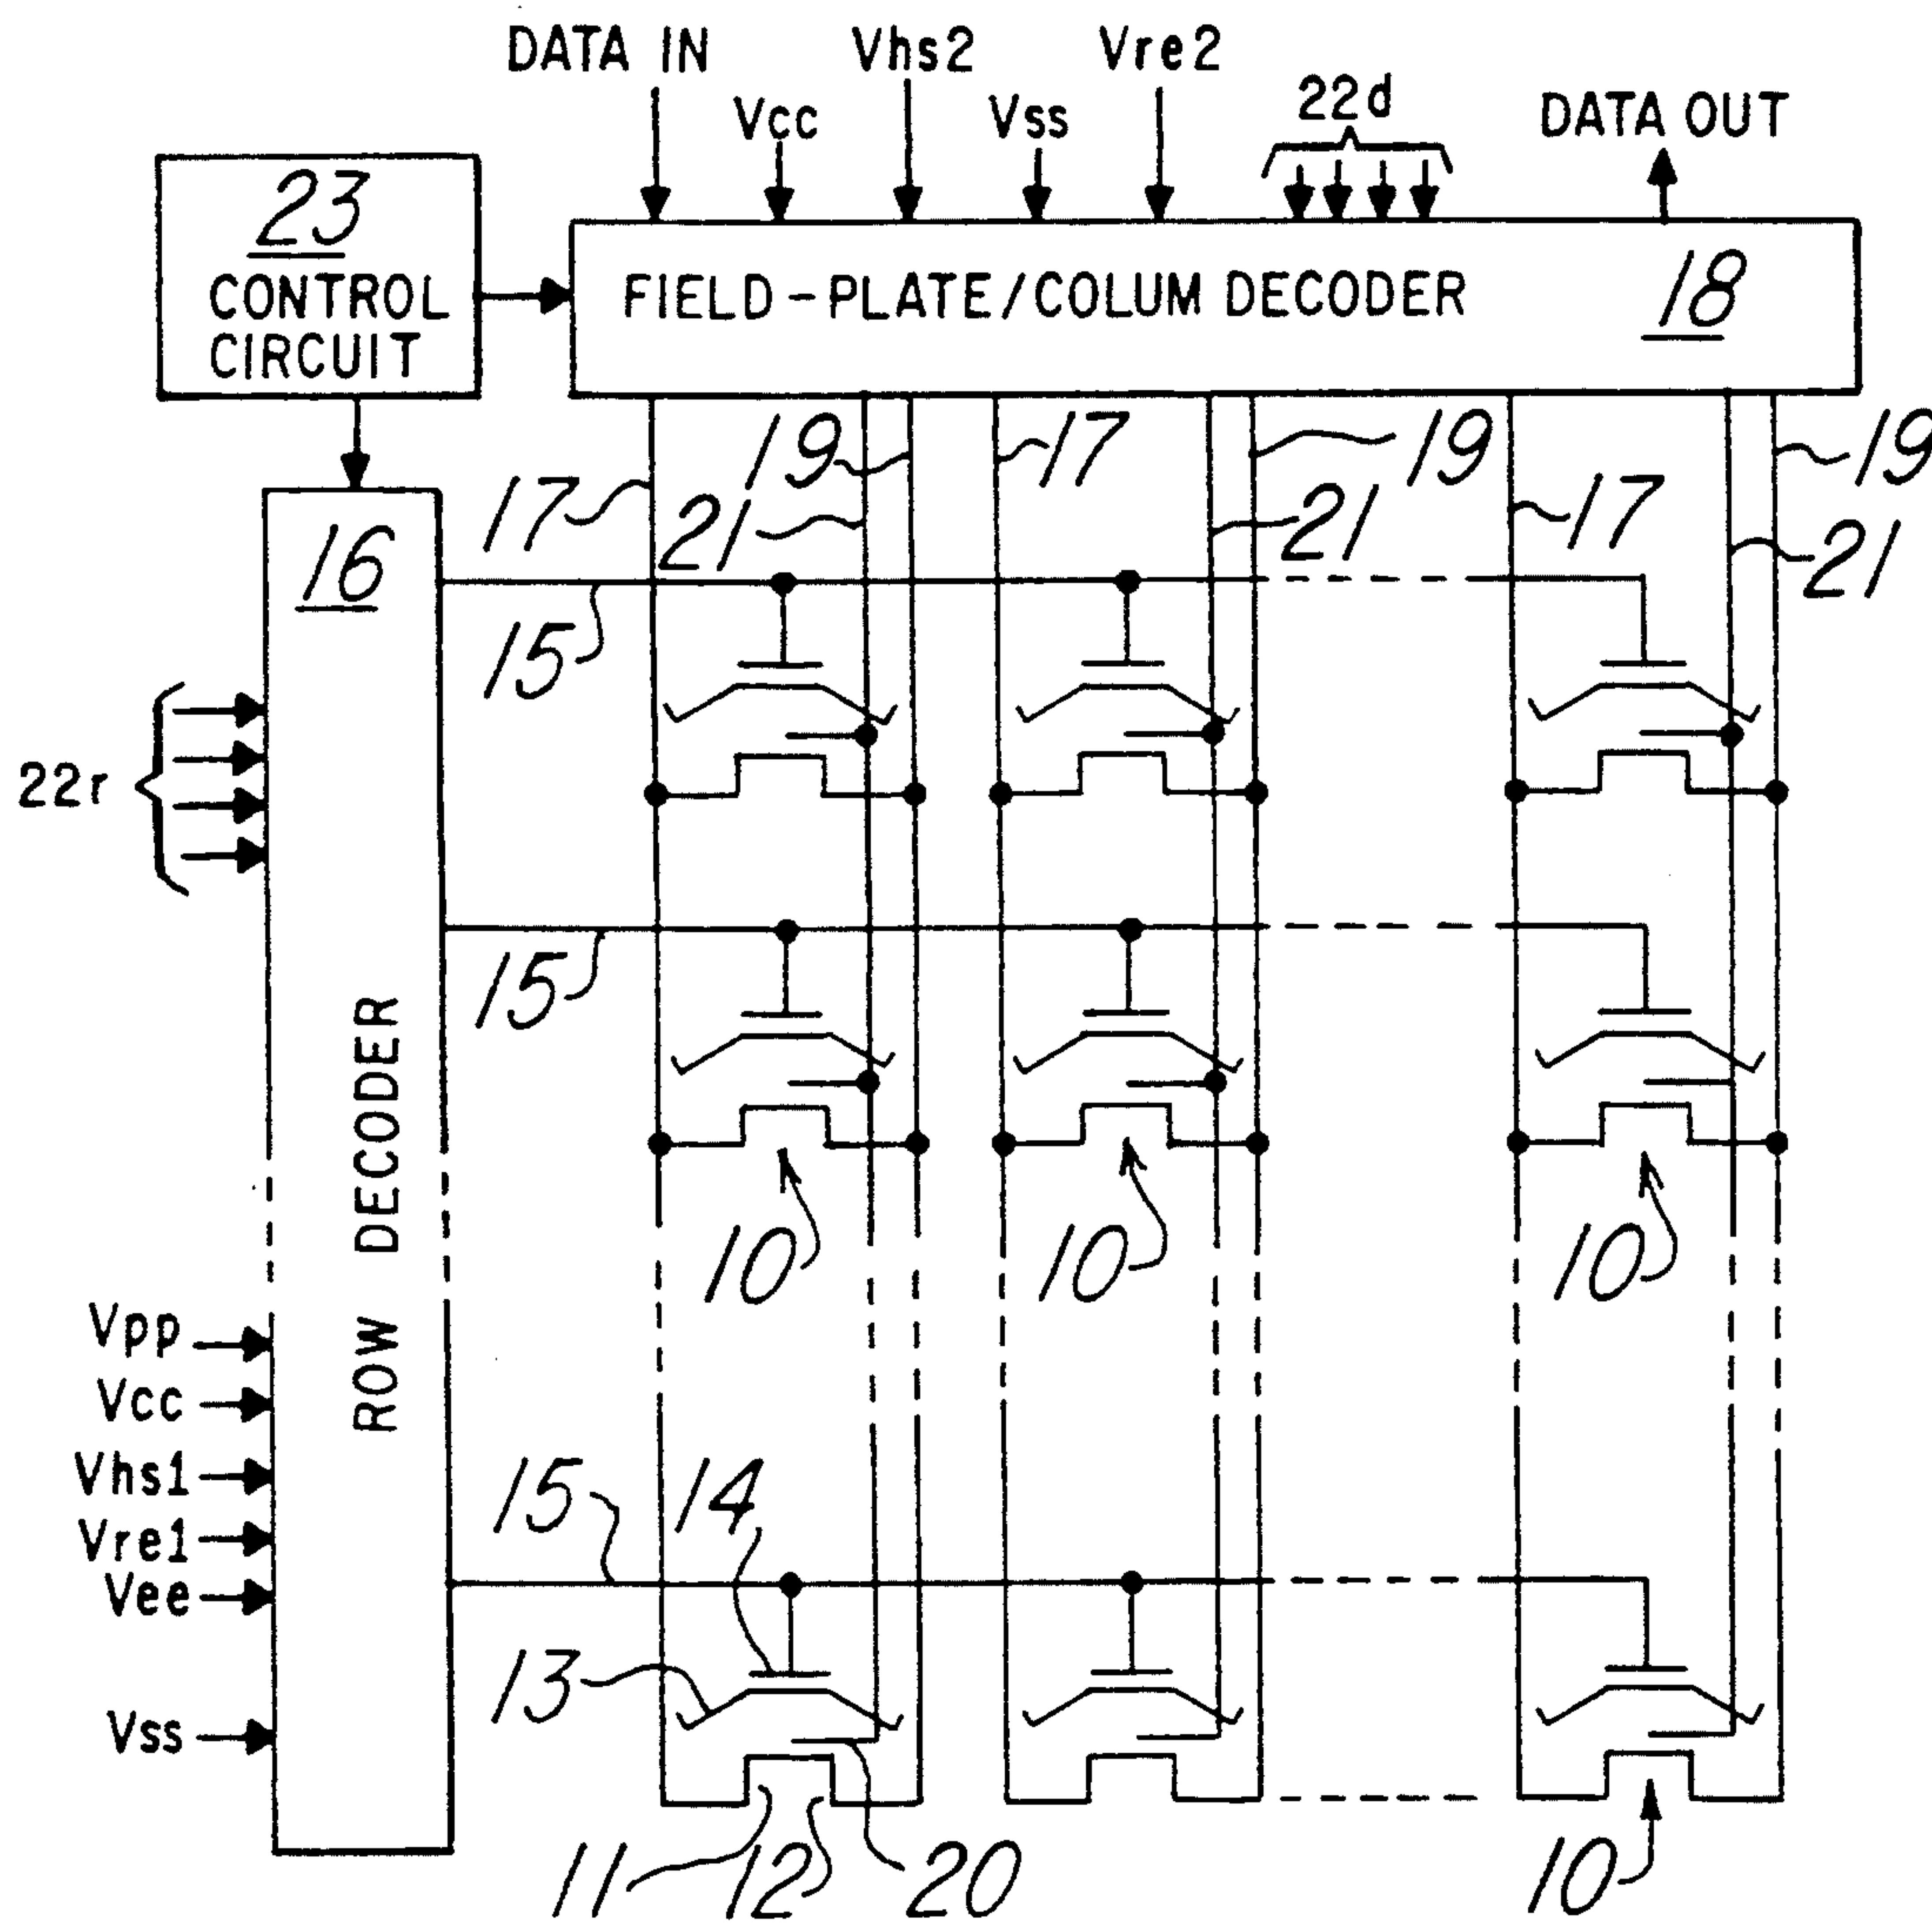 DATA IN
Vhs2
Vre2
Vcc
Vss
22d
DATA OUT
23
CONTROL
CIRCUIT
FIELD-PLATE/COLUM DECODER
18
19
17
19
19
17
21
21
17
21
16
15
22r
15
ROW DECODER
10
10
10
Vpp
Vcc
Vhs1
Vre1
Vee
Vss
15
14
13
11
12
20
10